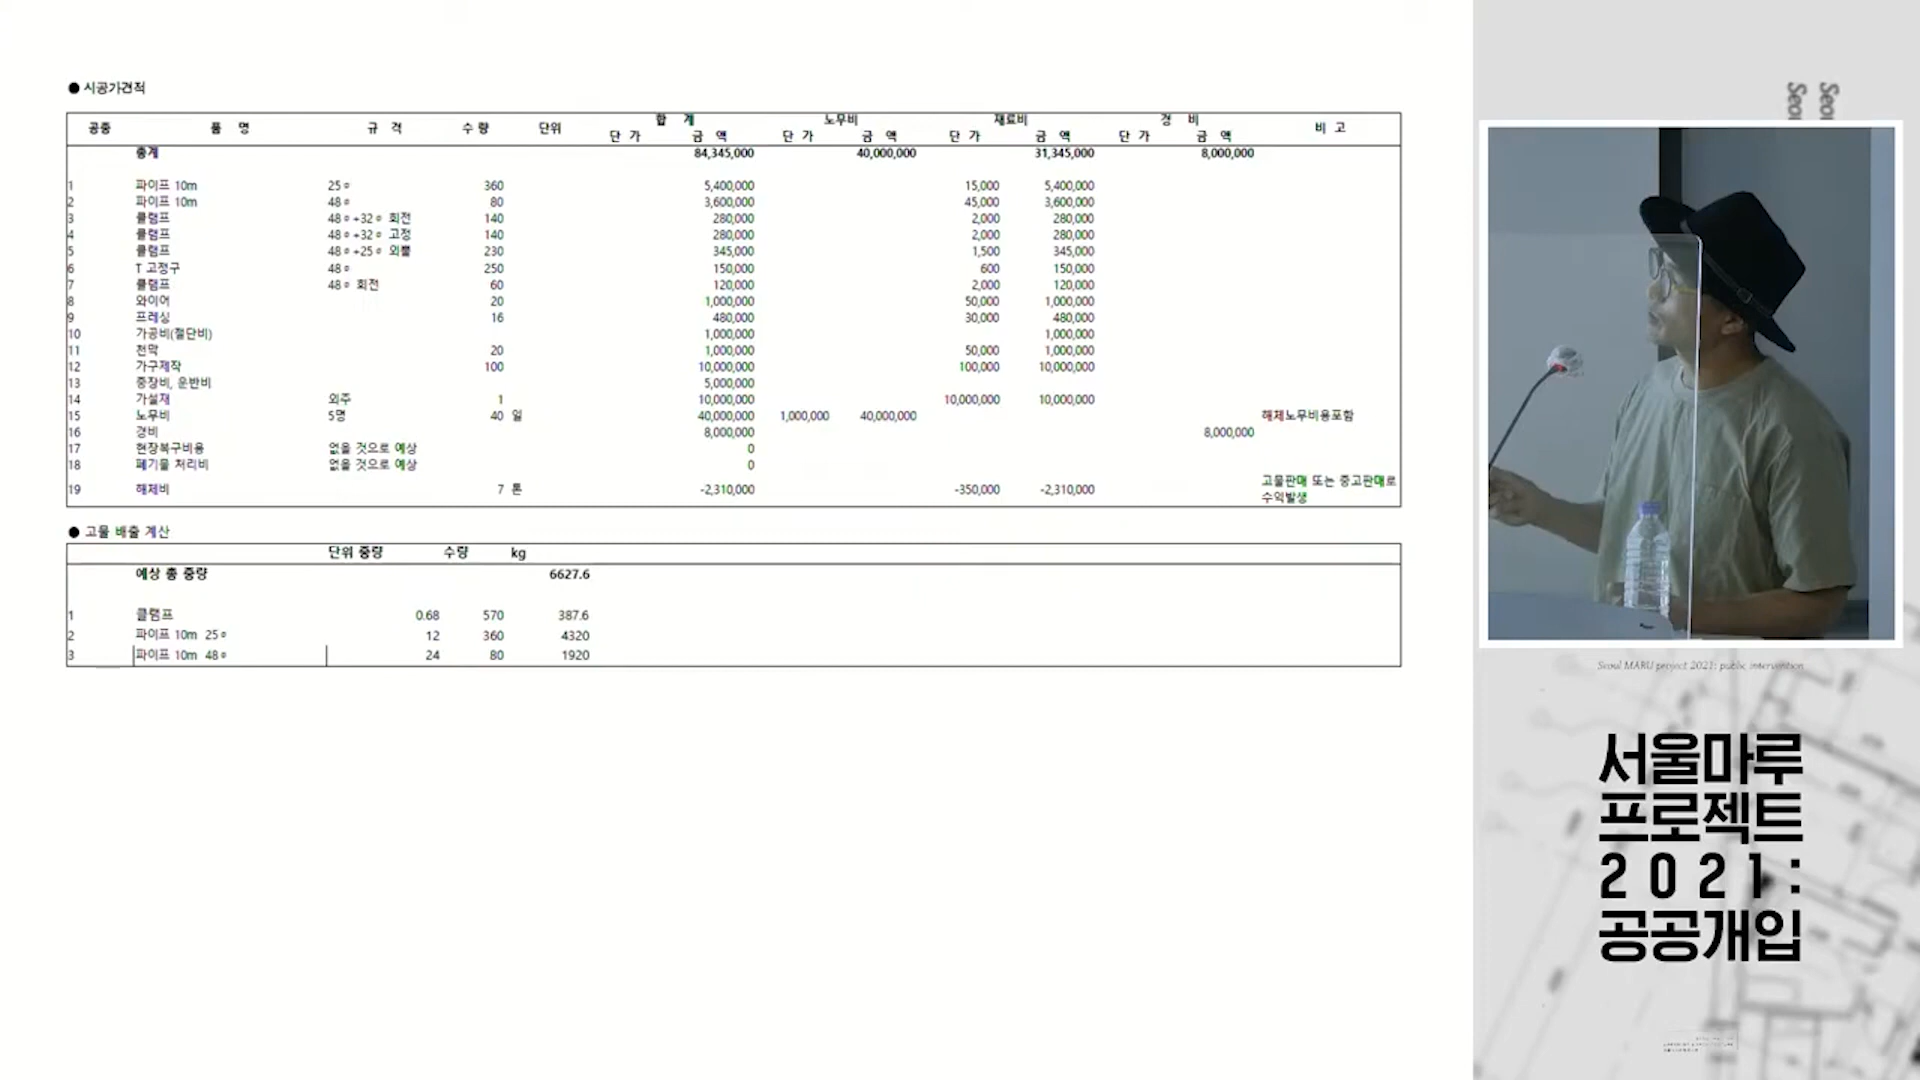 ● 시공가견적
공종 품 명 규 격 수 량 단위 합 계 노무비 재료비 경 비 비 고
단 가 금 액 단 가 금 액 단 가 금 액 단 가 금 액
총계 84,345,000 40,000,000 31,345,000 8,000,000
1 파이프 10m 25ø 360 5,400,000 15,000 5,400,000
2 파이프 10m 48ø 80 3,600,000 45,000 3,600,000
3 클램프 48ø+32ø 회전 140 280,000 2,000 280,000
4 클램프 48ø+32ø 고정 140 280,000 2,000 280,000
5 클램프 48ø+25ø 외뿔 230 345,000 1,500 345,000
6 T 고정구 48ø 250 150,000 600 150,000
7 클램프 48ø 회전 60 120,000 2,000 120,000
8 와이어 20 1,000,000 50,000 1,000,000
9 프레싱 16 480,000 30,000 480,000
10 가공비(절단비) 1,000,000 1,000,000
11 천막 20 1,000,000 50,000 1,000,000
12 가구제작 100 10,000,000 100,000 10,000,000
13 중장비, 운반비 5,000,000
14 가설재 외주 1 10,000,000 10,000,000 10,000,000
15 노무비 5명 40 일 40,000,000 1,000,000 40,000,000 해체노무비용포함
16 경비 8,000,000 8,000,000
17 현장복구비용 없을 것으로 예상 0
18 폐기물 처리비 없을 것으로 예상 0
19 해체비 7 톤 -2,310,000 -350,000 -2,310,000 고물판매 또는 중고판매로
수익발생
● 고물 배출 계산
단위 중량 수량 kg
예상 총 중량 6627.6
1 클램프 0.68 570 387.6
2 파이프 10m 25ø 12 360 4320
3 파이프 10m 48ø 24 80 1920
Seou
Seou
Seoul MARU project 2021: public intervention
서울마루
프로젝트
2021:
공공개입